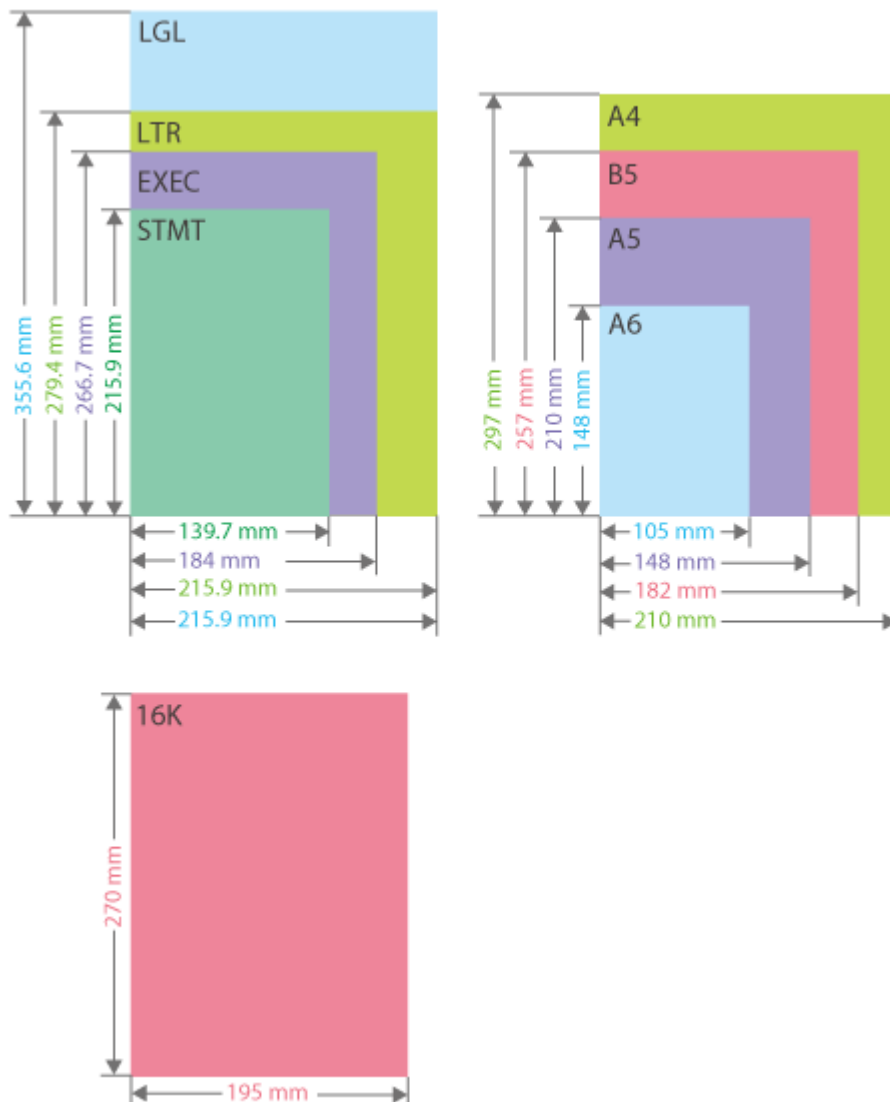 LGL
LTR
EXEC
STMT
355.6 mm
279.4 mm
266.7 mm
215.9 mm
139.7 mm
184 mm
215.9 mm
215.9 mm
A4
B5
A5
A6
297 mm
257 mm
210 mm
148 mm
105 mm
148 mm
182 mm
210 mm
16K
270 mm
195 mm